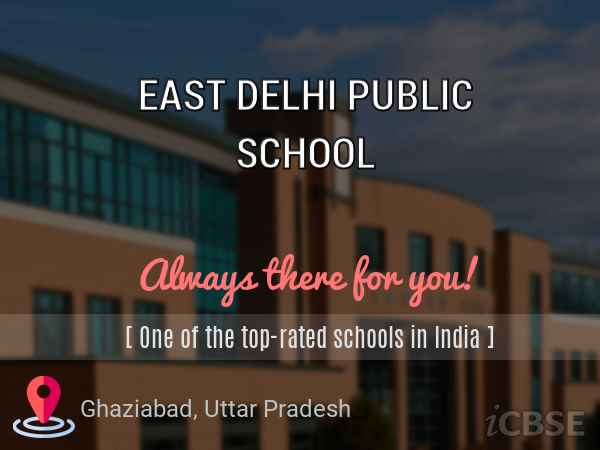 EAST DELHI PUBLIC
SCHOOL
Always there for you!
[ One of the top-rated schools in India ]
Ghaziabad, Uttar Pradesh
iCBSE